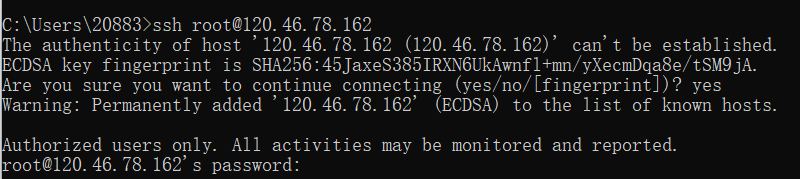 C:\Users\20883>ssh root@120.46.78.162
The authenticity of host '120.46.78.162 (120.46.78.162)' can't be established.
ECDSA key fingerprint is SHA256:45JaxeS385IRXN6UkAwnfl+mn/yXecmDqa8e/tSM9jA.
Are you sure you want to continue connecting (yes/no/[fingerprint])? yes
Warning: Permanently added '120.46.78.162' (ECDSA) to the list of known hosts.
Authorized users only. All activities may be monitored and reported.
root@120.46.78.162's password: